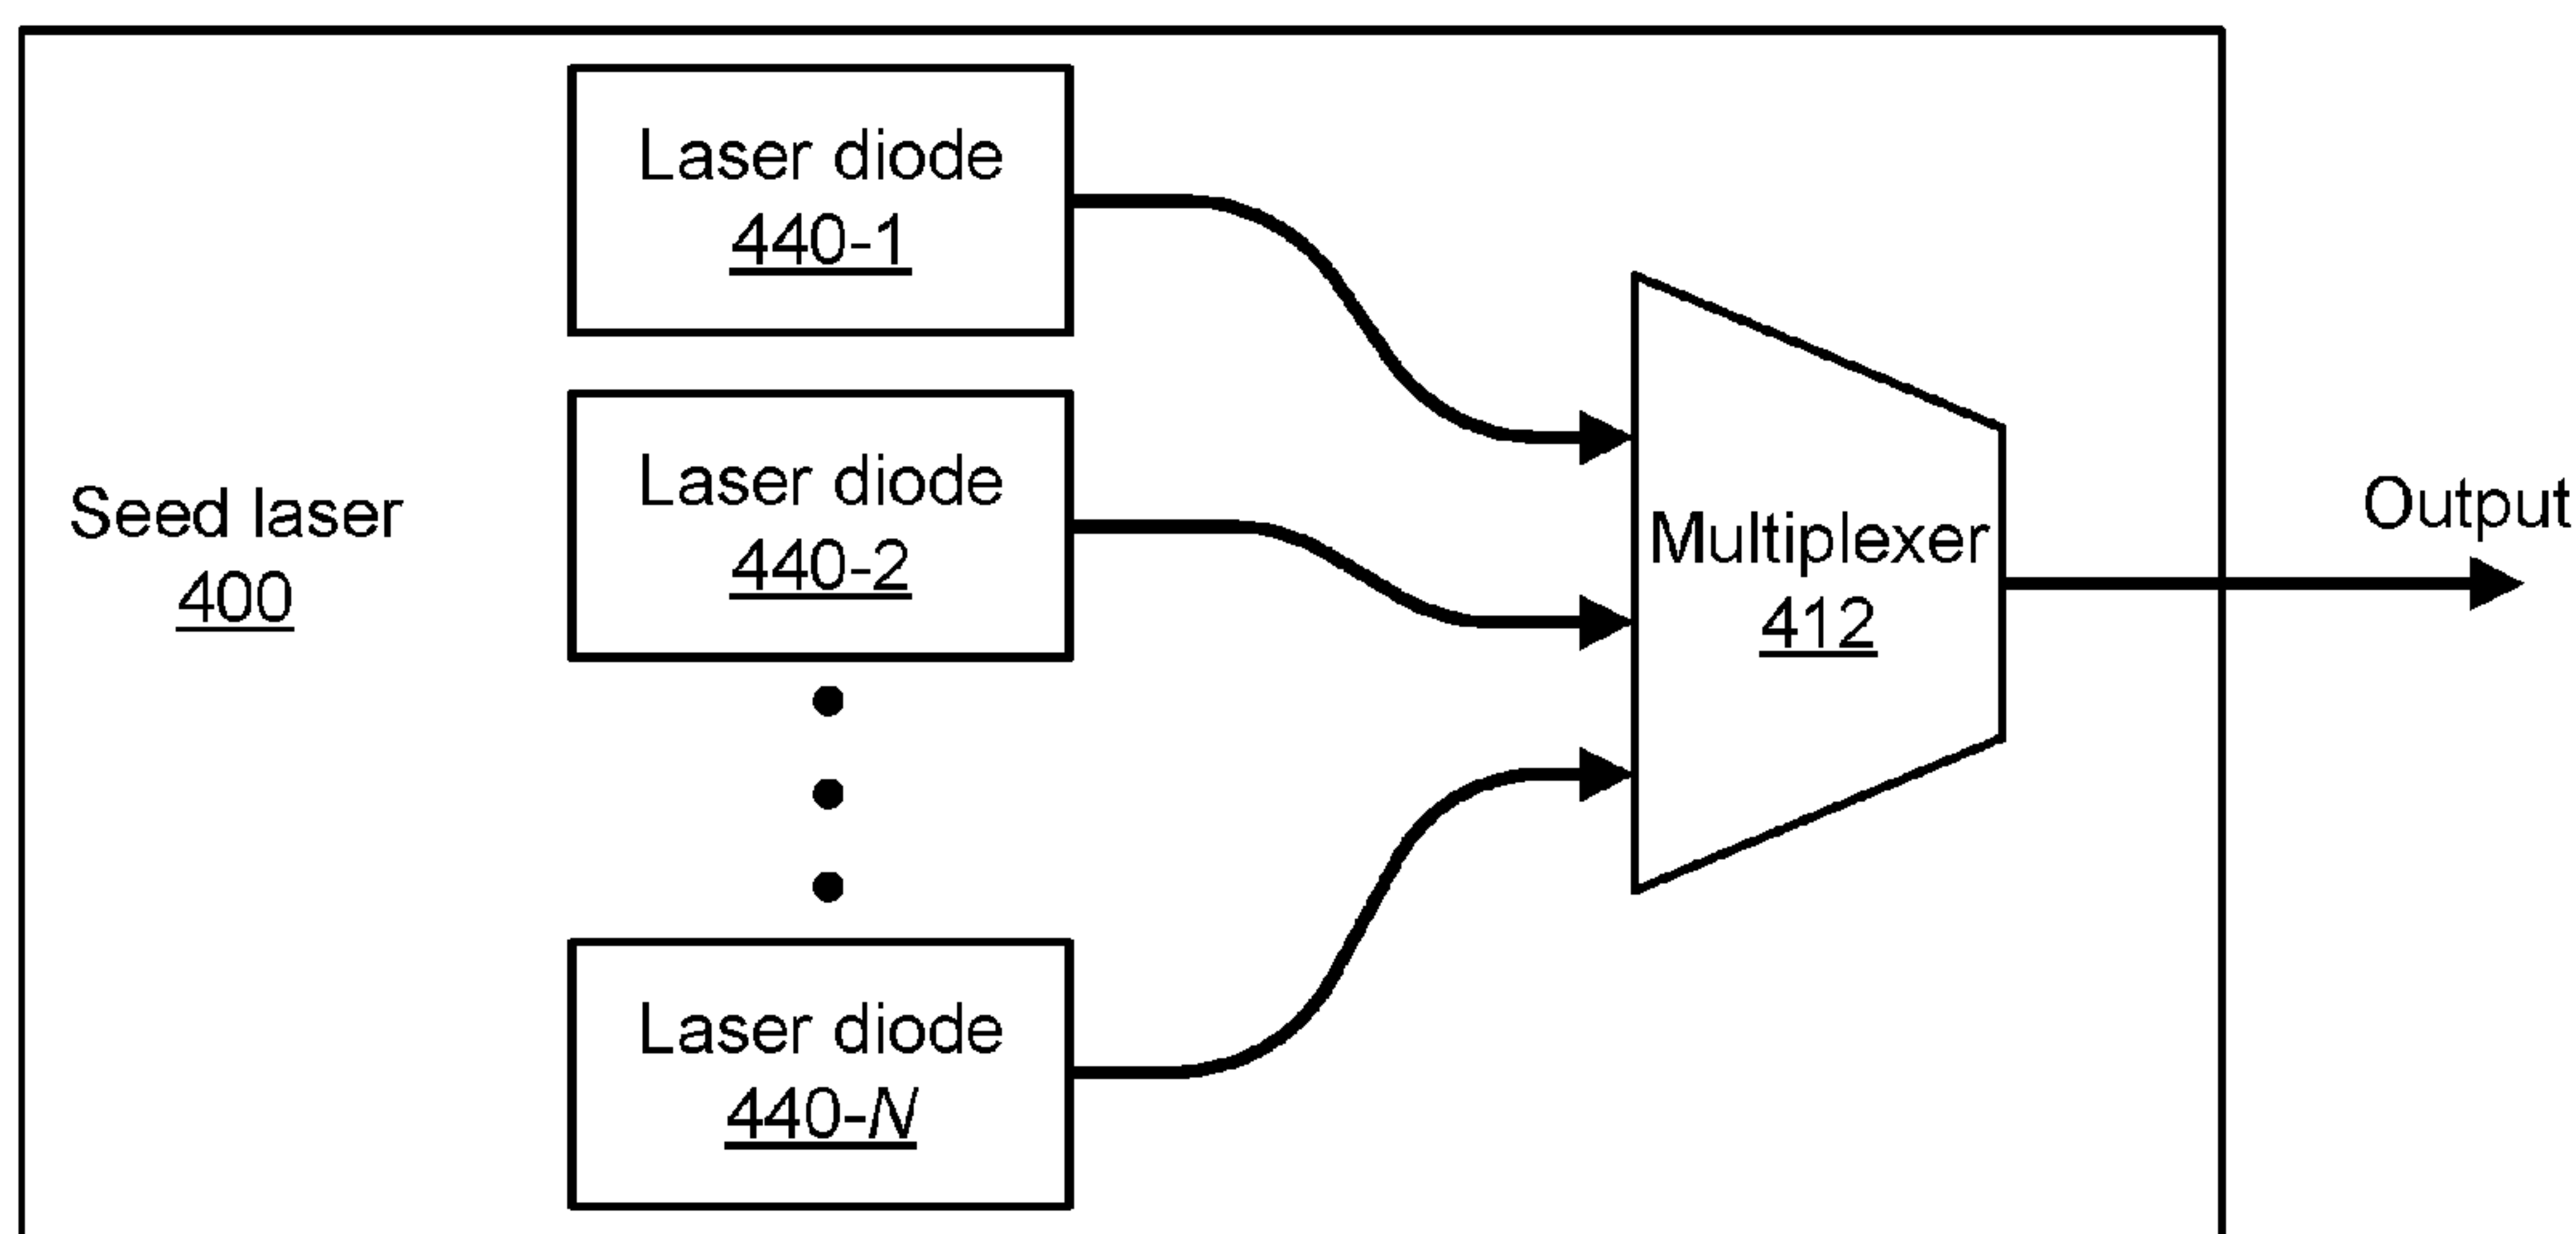 Laser diode
440-1
Seed laser
400
Laser diode
440-2
Multiplexer
412
Output
Laser diode
440-N